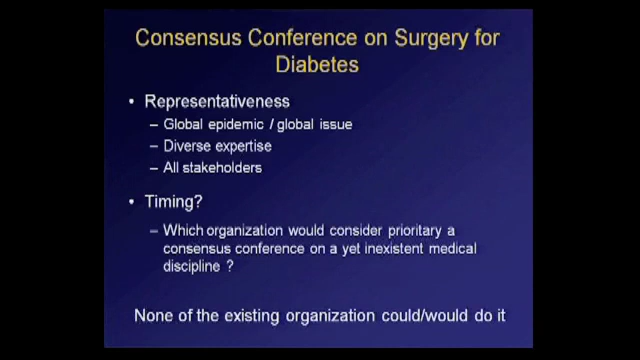 Consensus Conference on Surgery for
Diabetes
• Representativeness
– Global epidemic / global issue
– Diverse expertise
– All stakeholders
• Timing?
– Which organization would consider prioritary a
consensus conference on a yet inexistent medical
discipline ?
None of the existing organization could/would do it